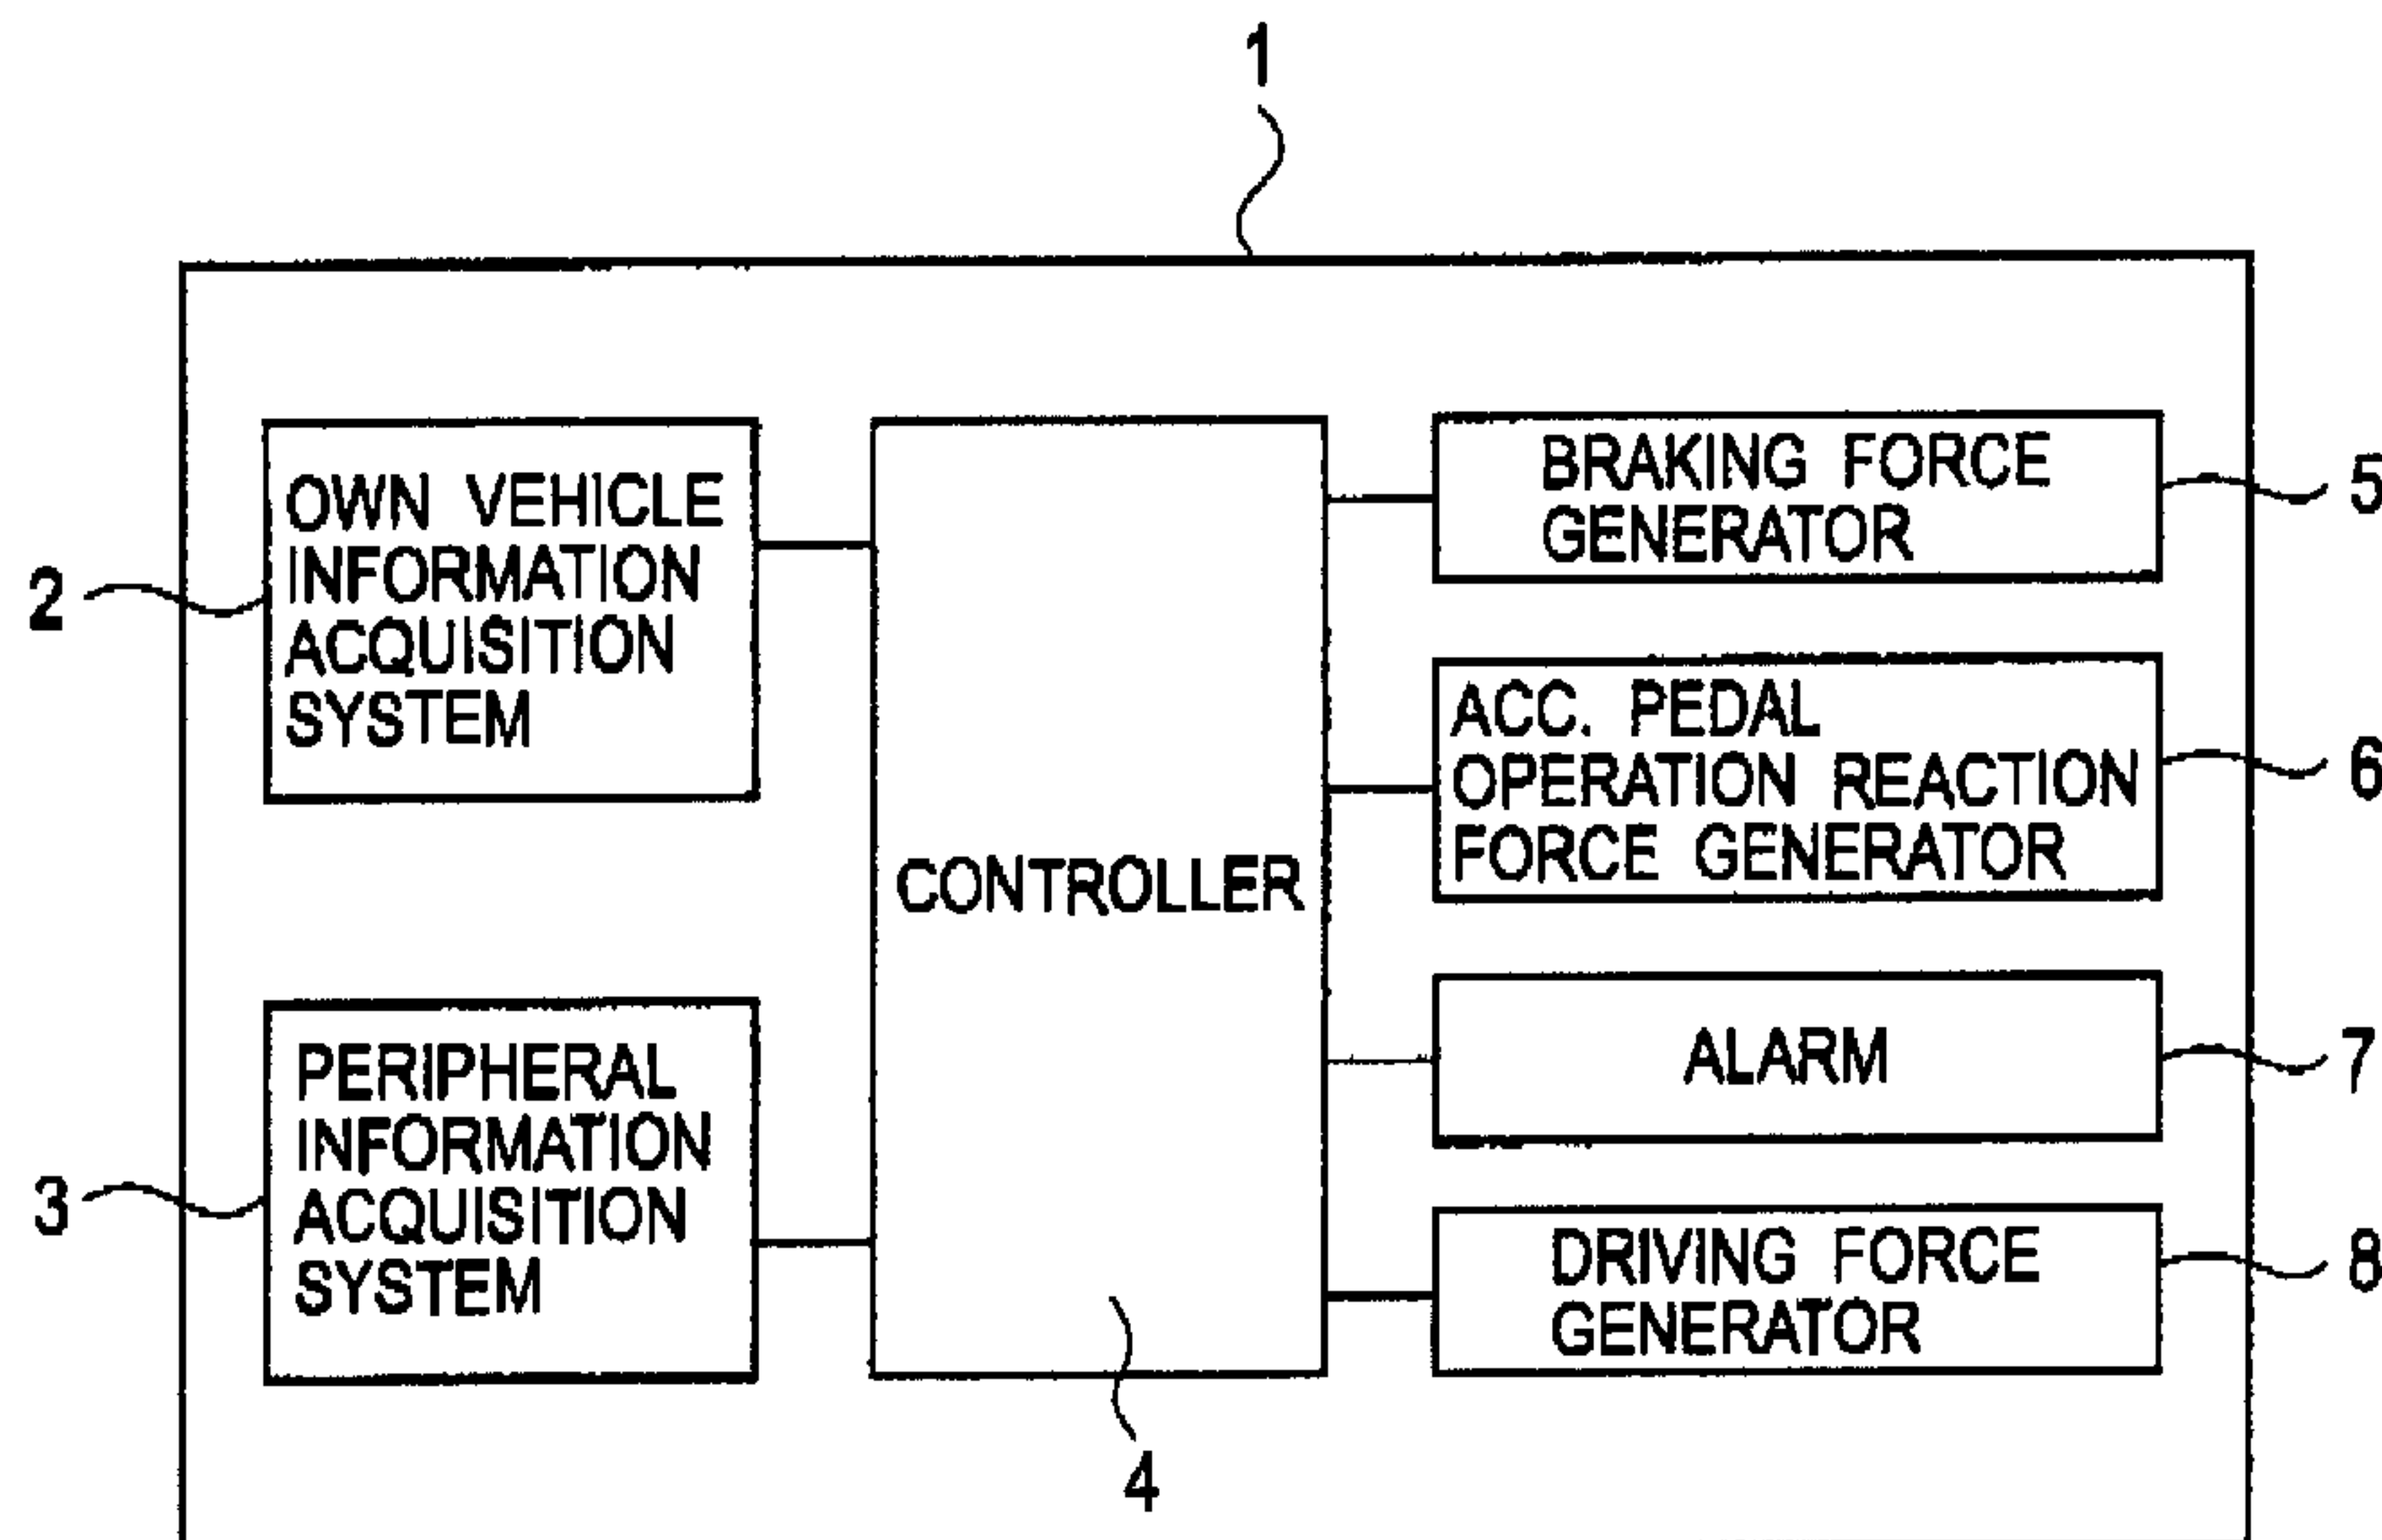 1
2
OWN VEHICLE
INFORMATION
ACQUISITION
SYSTEM
3
PERIPHERAL
INFORMATION
ACQUISITION
SYSTEM
CONTROLLER
4
BRAKING FORCE
GENERATOR
5
ACC. PEDAL
OPERATION REACTION
FORCE GENERATOR
6
ALARM
7
DRIVING FORCE
GENERATOR
8